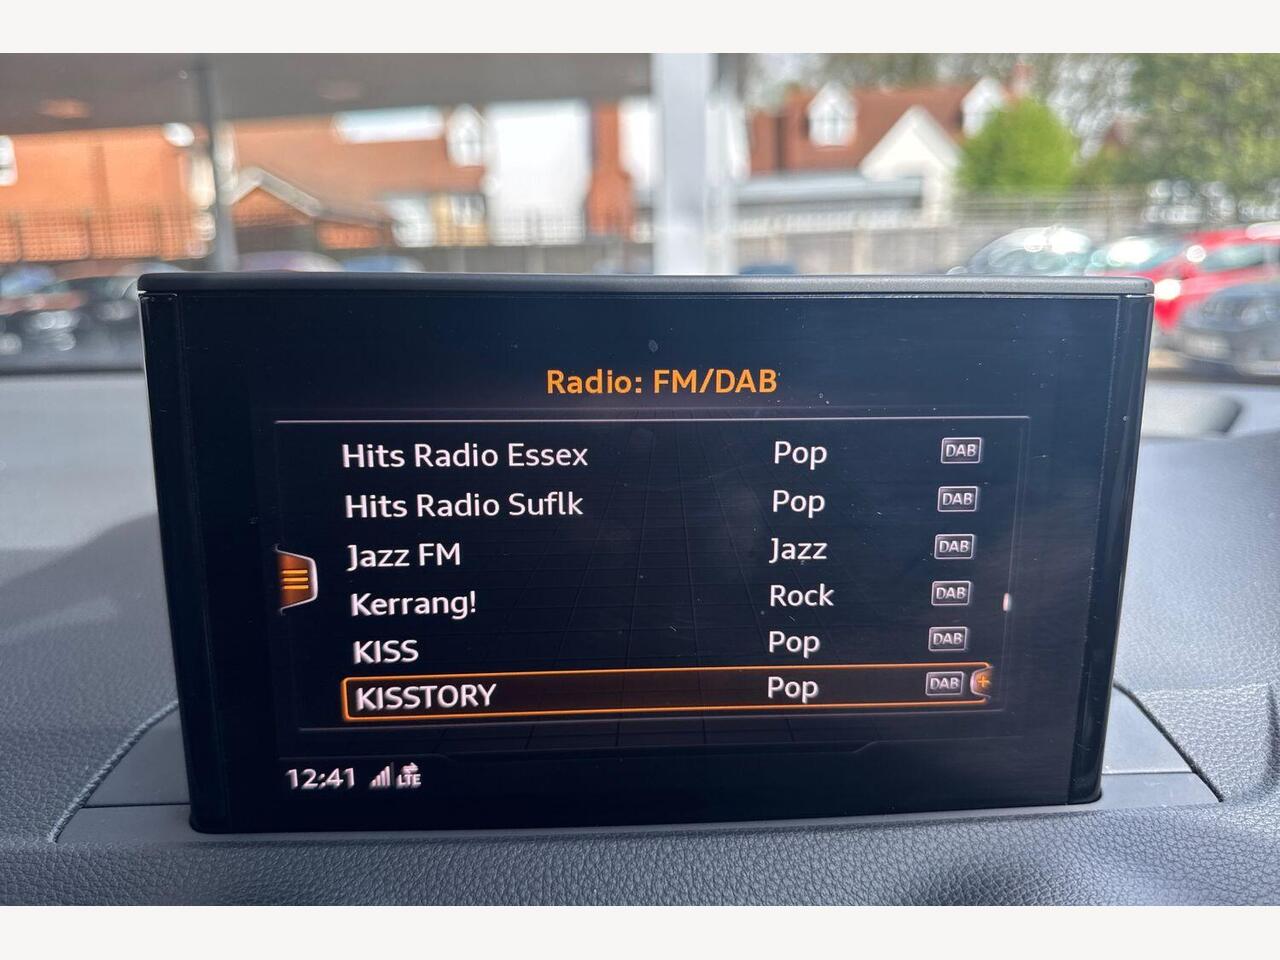 Radio: FM/DAB
Hits Radio Essex Pop DAB
Hits Radio Suflk Pop DAB
Jazz FM Jazz DAB
Kerrang! Rock DAB
KISS Pop DAB
KISSTORY Pop DAB +
12:41 LTE